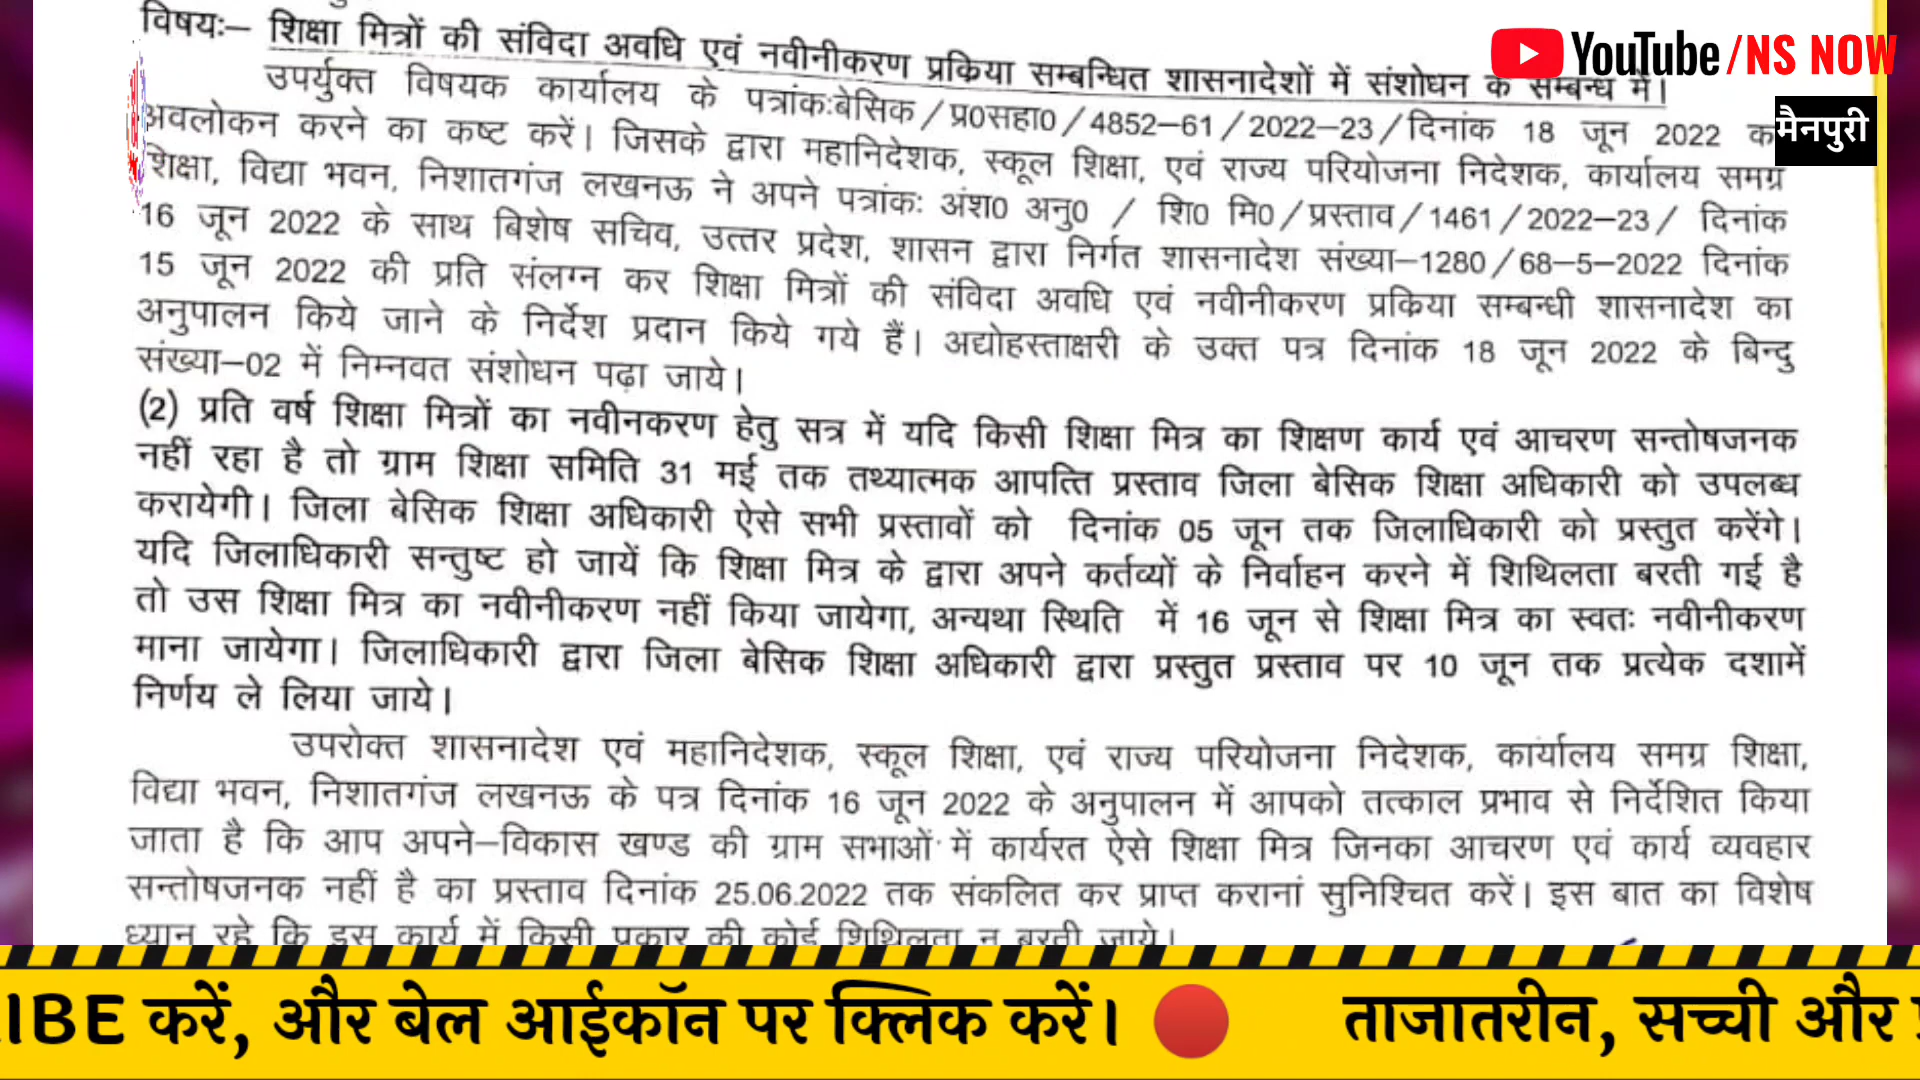 विषयः– शिक्षा मित्रों की संविदा अवधि एवं नवीनीकरण प्रकिया सम्बन्धित शासनादेशों में संशोधन के सम्बन्ध में।
उपर्युक्त विषयक कार्यालय के पत्रांकःबेसिक/प्र0सहा0/4852–61/2022–23/दिनांक 18 जून 2022 क
अवलोकन करने का कष्ट करें। जिसके द्वारा महानिदेशक, स्कूल शिक्षा, एवं राज्य परियोजना निदेशक, कार्यालय समग्र
शिक्षा, विद्या भवन, निशातगंज लखनऊ ने अपने पत्रांकः अंश0 अनु0 / शि0 मि0/प्रस्ताव/1461/2022–23/ दिनांक
16 जून 2022 के साथ बिशेष सचिव, उत्तर प्रदेश, शासन द्वारा निर्गत शासनादेश संख्या–1280/68–5–2022 दिनांक
15 जून 2022 की प्रति संलग्न कर शिक्षा मित्रों की संविदा अवधि एवं नवीनीकरण प्रकिया सम्बन्धी शासनादेश का
अनुपालन किये जाने के निर्देश प्रदान किये गये हैं। अद्योहस्ताक्षरी के उक्त पत्र दिनांक 18 जून 2022 के बिन्दु
संख्या–02 में निम्नवत संशोधन पढ़ा जाये।
(2) प्रति वर्ष शिक्षा मित्रों का नवीनकरण हेतु सत्र में यदि किसी शिक्षा मित्र का शिक्षण कार्य एवं आचरण सन्तोषजनक
नहीं रहा है तो ग्राम शिक्षा समिति 31 मई तक तथ्यात्मक आपत्ति प्रस्ताव जिला बेसिक शिक्षा अधिकारी को उपलब्ध
करायेगी। जिला बेसिक शिक्षा अधिकारी ऐसे सभी प्रस्तावों को दिनांक 05 जून तक जिलाधिकारी को प्रस्तुत करेंगे।
यदि जिलाधिकारी सन्तुष्ट हो जायें कि शिक्षा मित्र के द्वारा अपने कर्तव्यों के निर्वाहन करने में शिथिलता बरती गई है
तो उस शिक्षा मित्र का नवीनीकरण नहीं किया जायेगा, अन्यथा स्थिति में 16 जून से शिक्षा मित्र का स्वतः नवीनीकरण
माना जायेगा। जिलाधिकारी द्वारा जिला बेसिक शिक्षा अधिकारी द्वारा प्रस्तुत प्रस्ताव पर 10 जून तक प्रत्येक दशामें
निर्णय ले लिया जाये।
उपरोक्त शासनादेश एवं महानिदेशक, स्कूल शिक्षा, एवं राज्य परियोजना निदेशक, कार्यालय समग्र शिक्षा,
विद्या भवन, निशातगंज लखनऊ के पत्र दिनांक 16 जून 2022 के अनुपालन में आपको तत्काल प्रभाव से निर्देशित किया
जाता है कि आप अपने–विकास खण्ड की ग्राम सभाओं में कार्यरत ऐसे शिक्षा मित्र जिनका आचरण एवं कार्य व्यवहार
सन्तोषजनक नहीं है का प्रस्ताव दिनांक 25.06.2022 तक संकलित कर प्राप्त करानां सुनिश्चित करें। इस बात का विशेष
ध्यान रहे कि इस कार्य में किसी प्रकार की कोई शिथिलता न बरती जाये।
YouTube /NS NOW
मैनपुरी
IBE करें, और बेल आईकॉन पर क्लिक करें। ताजातरीन, सच्ची और